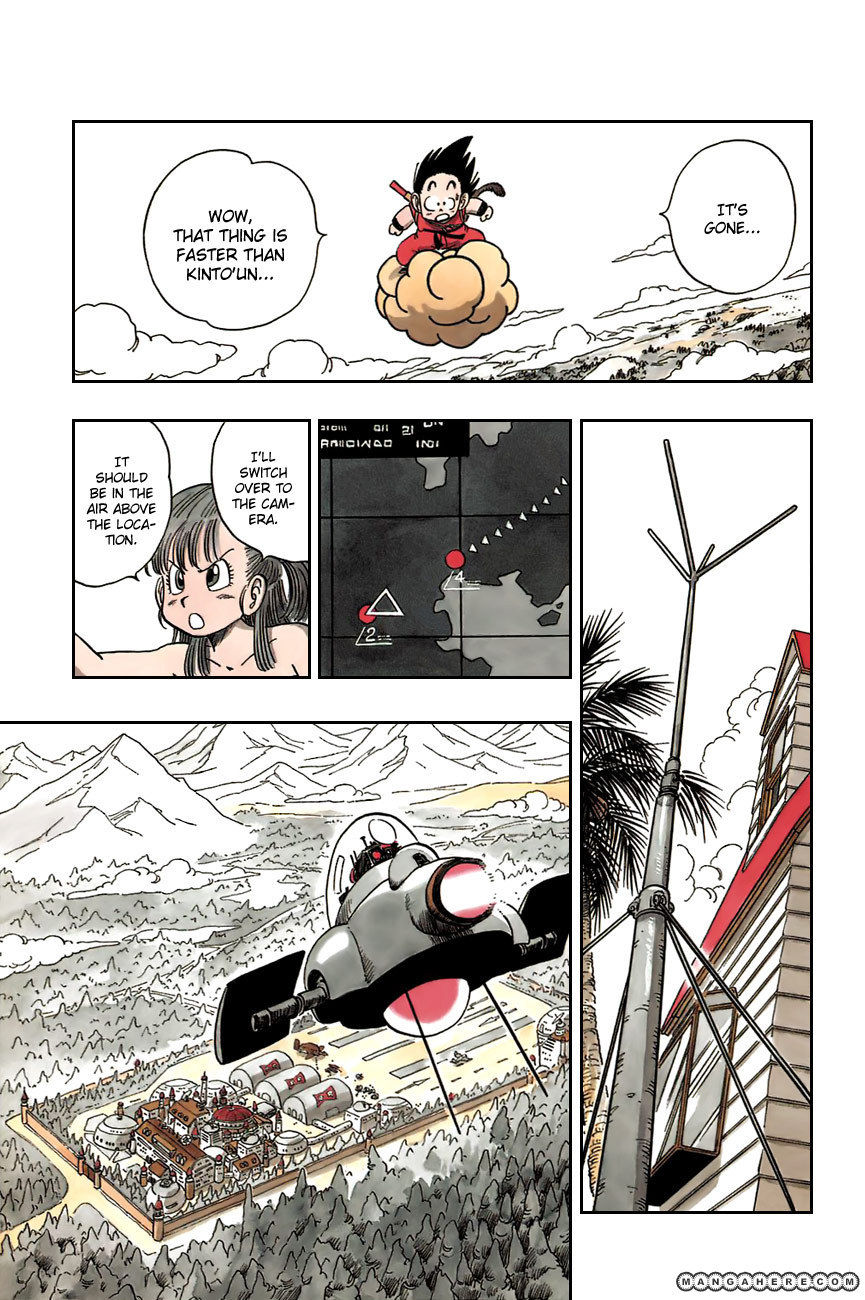 IT'S
GONE...
WOW,
THAT THING IS
FASTER THAN
KINTO'UN...
4
2
I'LL
SWITCH
OVER TO
THE CAM-
ERA.
IT
SHOULD
BE IN THE
AIR ABOVE
THE LOCA-
TION.
MANGAHERE.COM